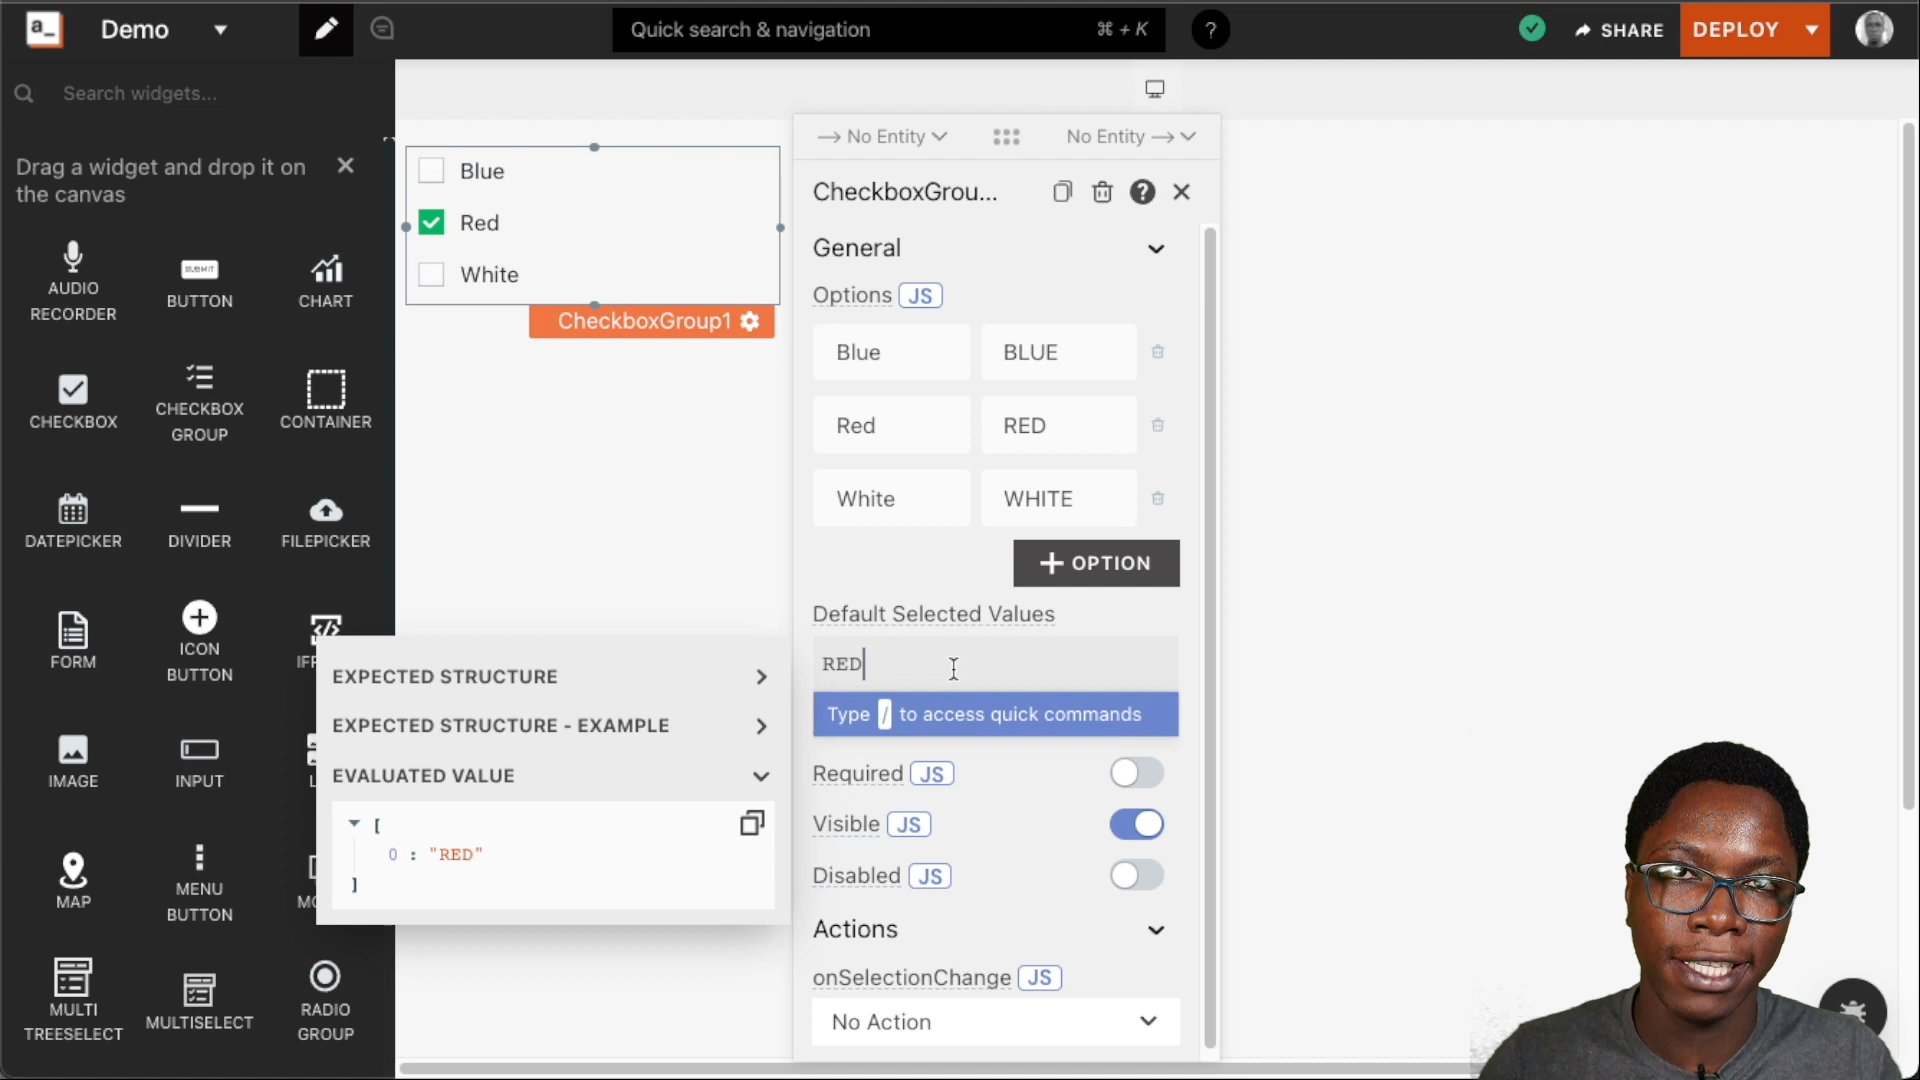 a_
Demo
Quick search & navigation
⌘ + K
?
SHARE
DEPLOY
Search widgets...
Drag a widget and drop it on
the canvas
AUDIO
RECORDER
SUBMIT
BUTTON
CHART
CHECKBOX
CHECKBOX
GROUP
CONTAINER
DATEPICKER
DIVIDER
FILEPICKER
FORM
ICON
BUTTON
IFR
IMAGE
INPUT
L
MAP
MENU
BUTTON
MO
MULTI
TREESELECT
MULTISELECT
RADIO
GROUP
Blue
Red
White
CheckboxGroup1
EXPECTED STRUCTURE
EXPECTED STRUCTURE - EXAMPLE
EVALUATED VALUE
[
0 : "RED"
]
No Entity
No Entity
CheckboxGrou...
?
General
Options JS
Blue BLUE
Red RED
White WHITE
+ OPTION
Default Selected Values
RED
Type / to access quick commands
Required JS
Visible JS
Disabled JS
Actions
onSelectionChange JS
No Action